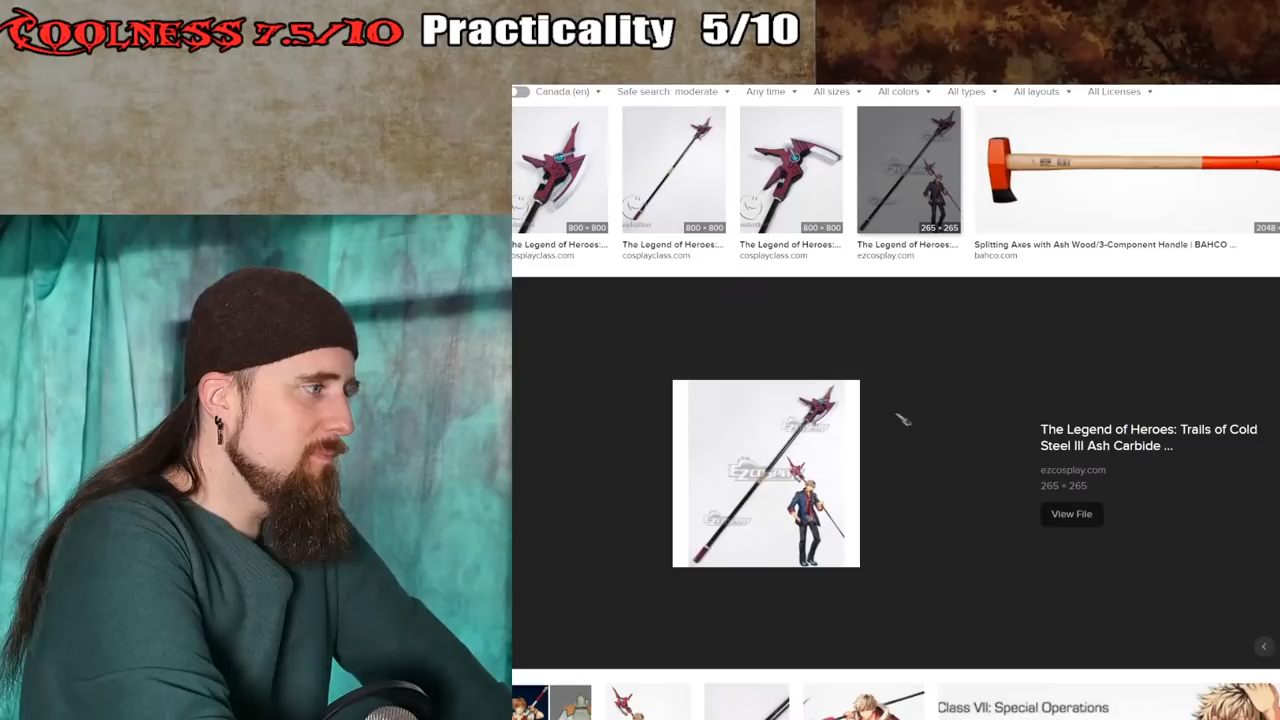 COOLNESS 7.5/10 Practicality 5/10
Canada (en) Safe search: moderate Any time All sizes All colors All types All layouts All Licenses
800 × 800 800 × 800 800 × 800 265 × 265 2048 ×
he Legend of Heroes:... The Legend of Heroes:... The Legend of Heroes:... The Legend of Heroes:... Splitting Axes with Ash Wood/3-Component Handle | BAHCO ...
osplayclass.com cosplayclass.com cosplayclass.com ezcosplay.com bahco.com
EZCOSPLAY
The Legend of Heroes: Trails of Cold
Steel III Ash Carbide ...
ezcosplay.com
265 × 265
View File
Class VII: Special Operations